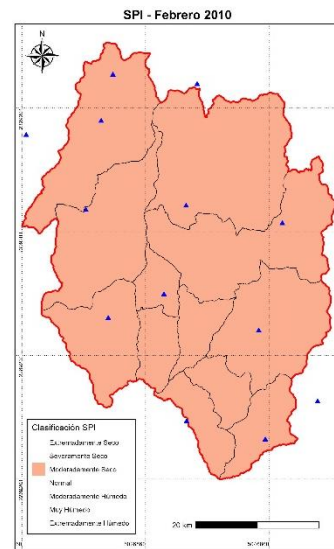 SPI - Febrero 2010
N
Clasificación SPI
Extremadamente Seco
Severamente Seco
Moderadamente Seco
Normal
Moderadamente Húmeda
Muy Húmedo
Extremadamente Húmedo
20 km